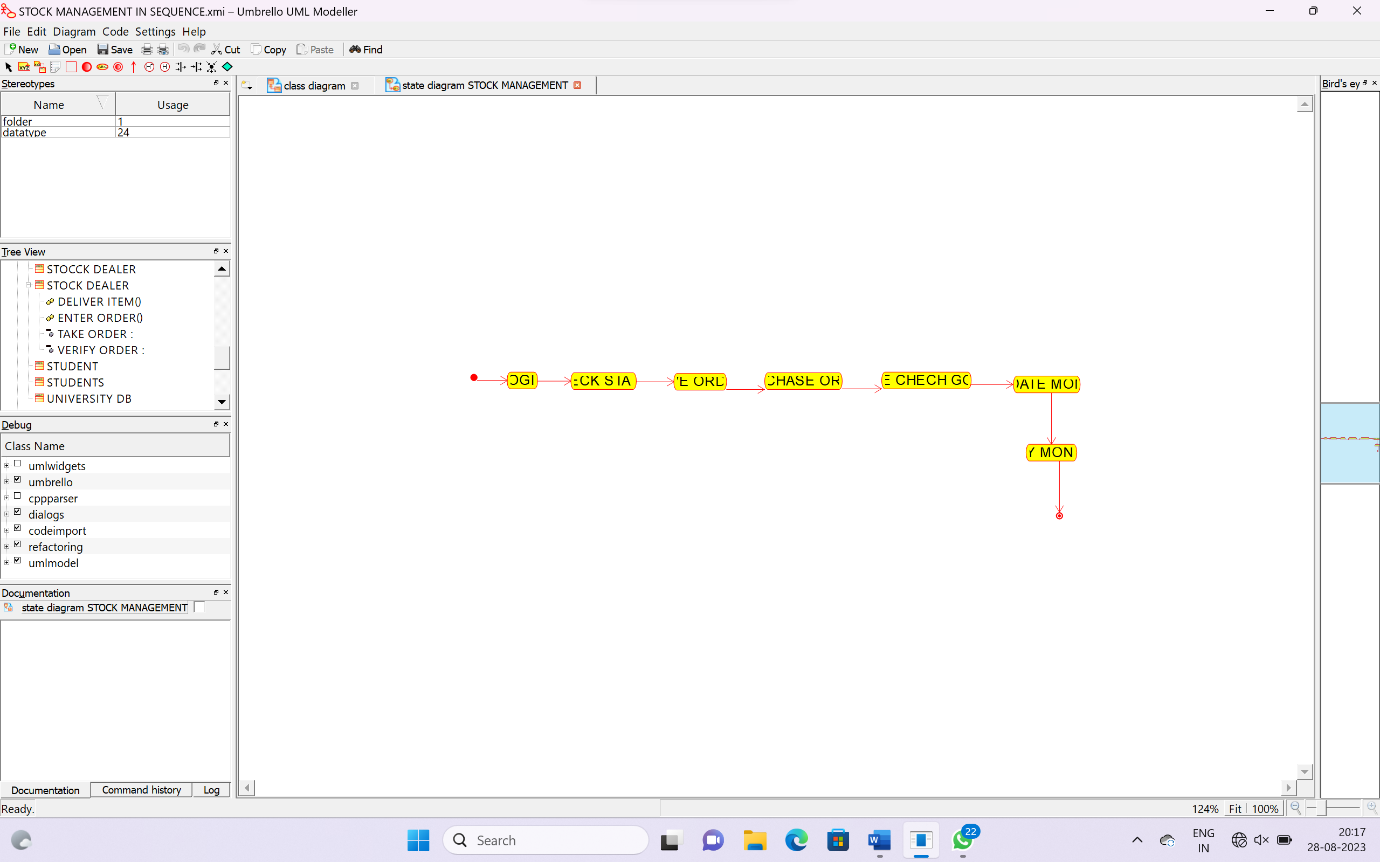 STOCK MANAGEMENT IN SEQUENCE.xmi – Umbrello UML Modeller
File Edit Diagram Code Settings Help
New Open Save Cut Copy Paste Find
Stereotypes
Name Usage
folder 1
datatype 24
Tree View
STOCCK DEALER
STOCK DEALER
DELIVER ITEM()
ENTER ORDER()
TAKE ORDER :
VERIFY ORDER :
STUDENT
STUDENTS
UNIVERSITY DB
Debug
Class Name
umlwidgets
umbrello
cppparser
dialogs
codeimport
refactoring
umlmodel
Documentation
state diagram STOCK MANAGEMENT
Documentation Command history Log
Ready.
class diagram state diagram STOCK MANAGEMENT
OGI ECK STA E ORD CHASE OR E CHECH GO DATE MON
Y MON
Bird's ey
124% Fit 100%
Search
22
ENG
IN
20:17
28-08-2023